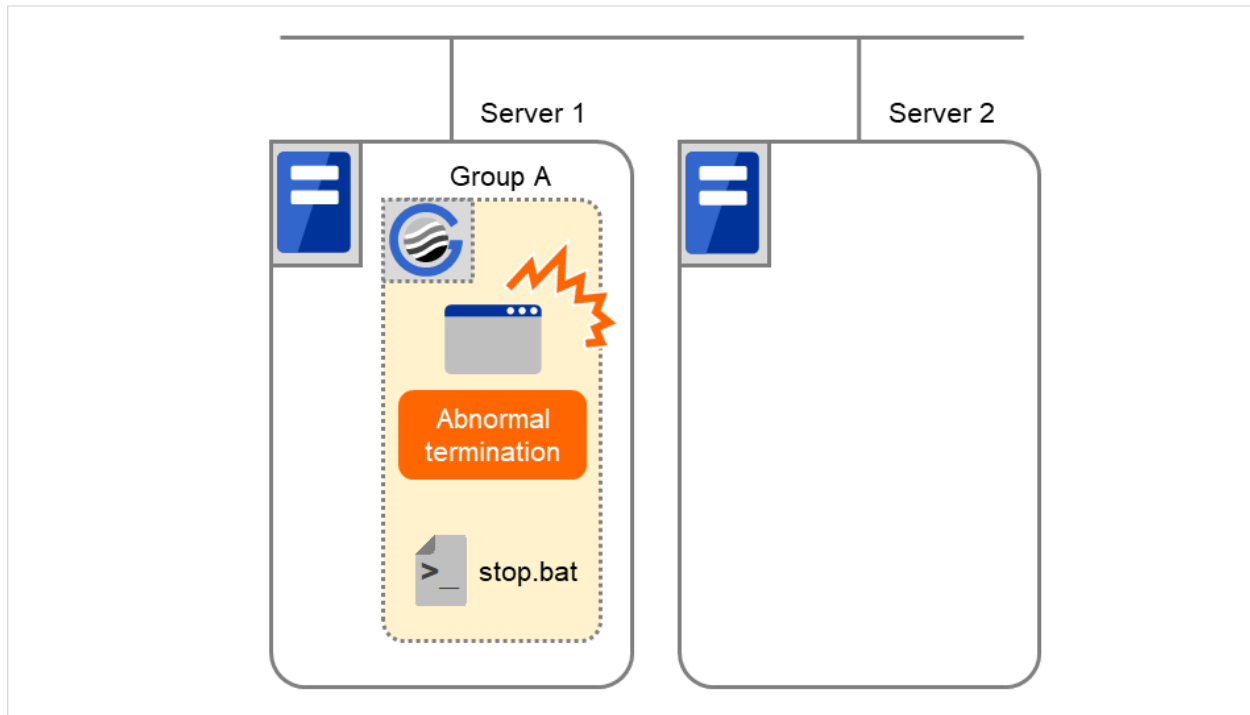 Server 1
Server 2
Group A
Abnormal
termination
>_
stop.bat